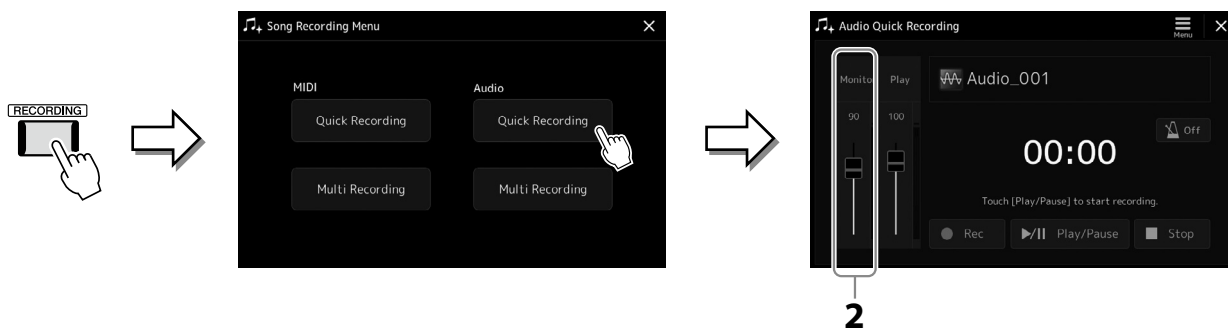 RECORDING
Song Recording Menu
MIDI
Audio
Quick Recording
Quick Recording
Multi Recording
Multi Recording
Audio Quick Recording
Menu
Monito
Play
Audio_001
90
100
Off
00:00
Touch [Play/Pause] to start recording.
Rec
Play/Pause
Stop
2